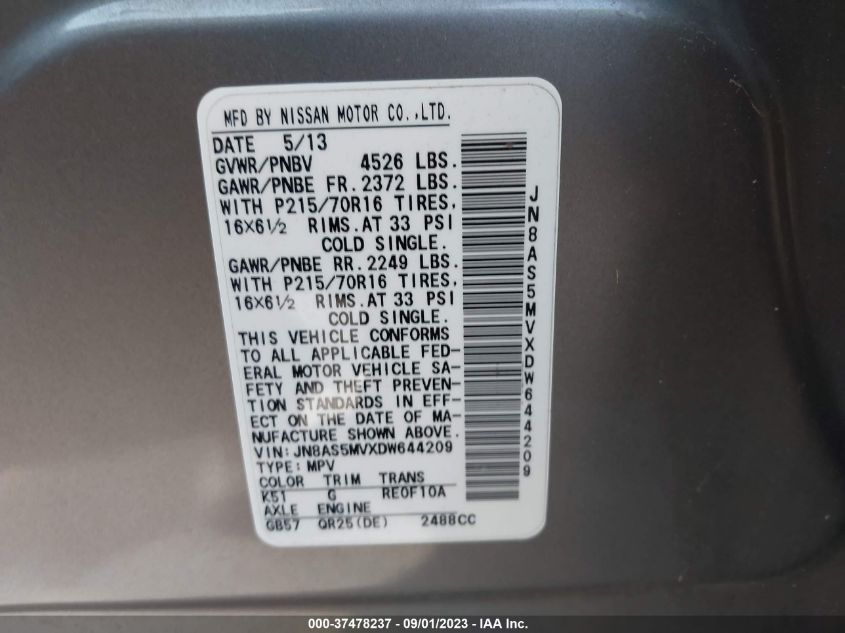 MFD BY NISSAN MOTOR CO.,LTD.
DATE 5/13
GVWR/PNBV 4526 LBS.
GAWR/PNBE FR.2372 LBS.
WITH P215/70R16 TIRES,
16X6½ RIMS.AT 33 PSI
COLD SINGLE.
GAWR/PNBE RR.2249 LBS.
WITH P215/70R16 TIRES,
16X6½ RIMS.AT 33 PSI
COLD SINGLE.
THIS VEHICLE CONFORMS
TO ALL APPLICABLE FED-
ERAL MOTOR VEHICLE SA-
FETY AND THEFT PREVEN-
TION STANDARDS IN EFF-
ECT ON THE DATE OF MA-
NUFACTURE SHOWN ABOVE.
VIN:JN8AS5MVXDW644209
TYPE:MPV
COLOR TRIM TRANS
K51 G RE0F10A
AXLE ENGINE
GB57 QR25(DE) 2488CC
JN8AS5MVXDW644209
000-37478237 - 09/01/2023 - IAA Inc.